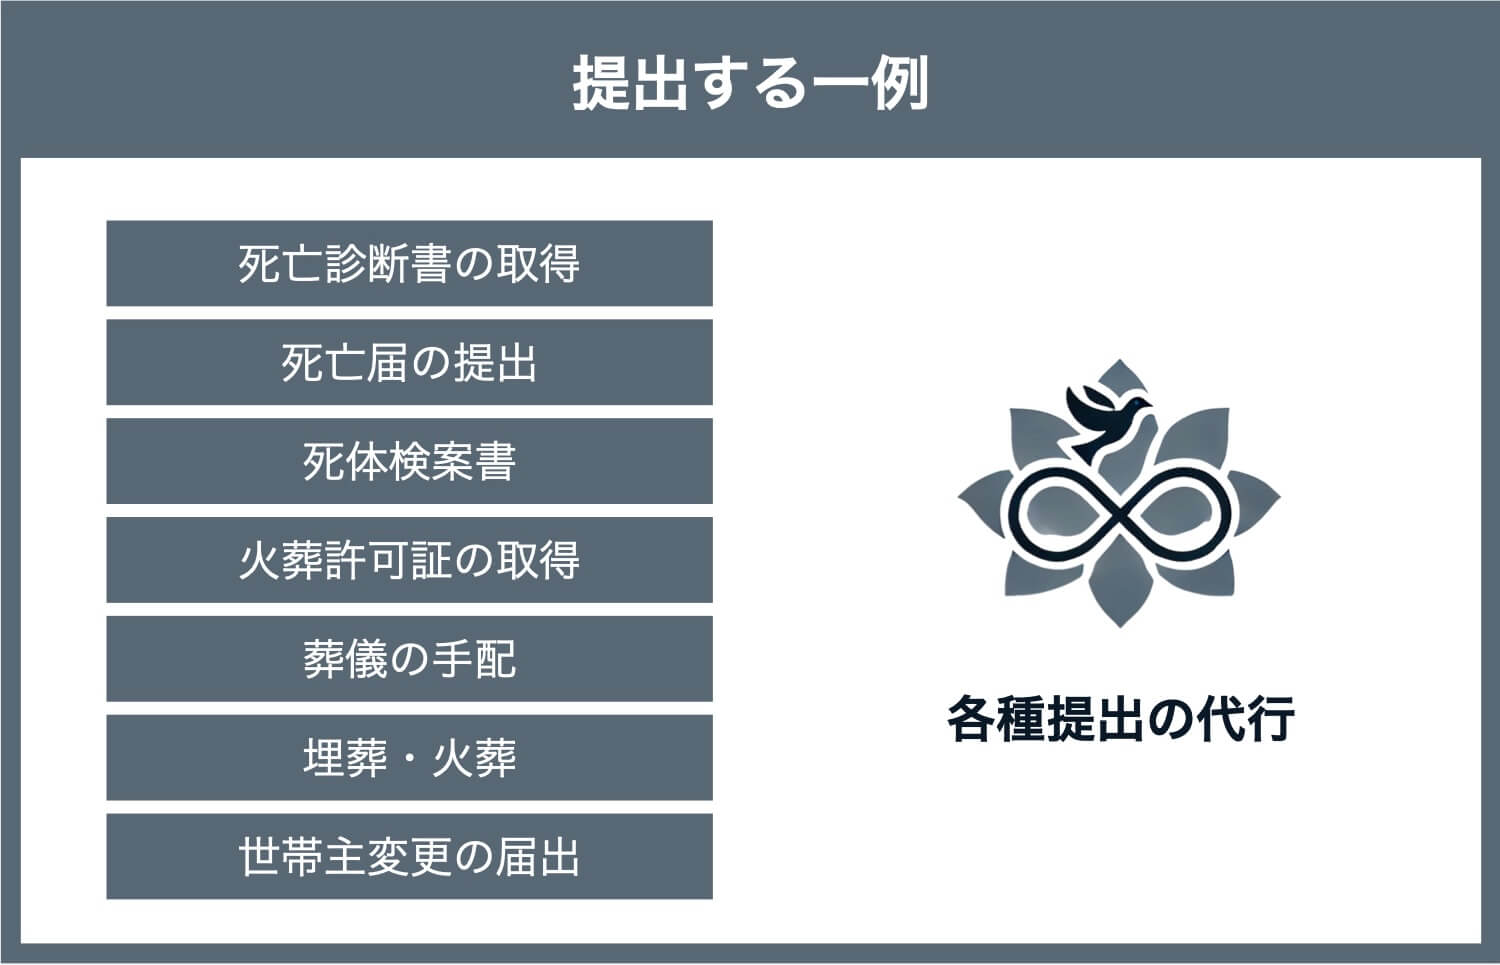 提出する一例
死亡診断書の取得
死亡届の提出
死体検案書
火葬許可証の取得
葬儀の手配
埋葬・火葬
世帯主変更の届出
各種提出の代行